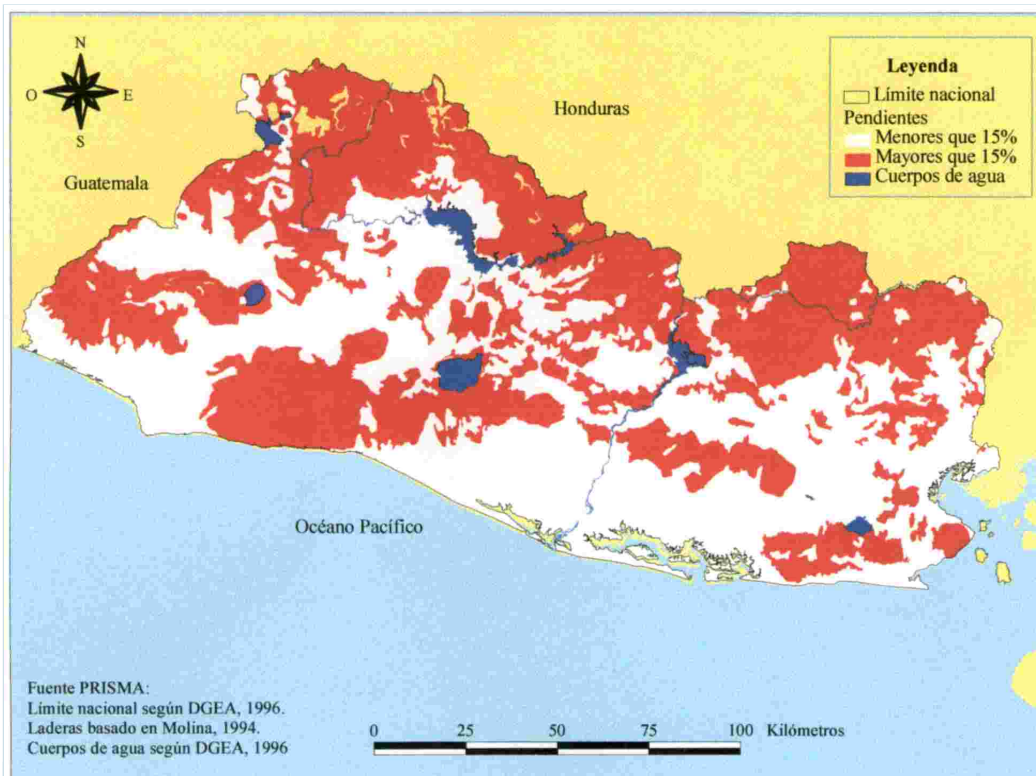 N
O
E
S
Honduras
Guatemala
Océano Pacífico
Leyenda
Límite nacional
Pendientes
Menores que 15%
Mayores que 15%
Cuerpos de agua
Fuente PRISMA:
Límite nacional según DGEA, 1996.
Laderas basado en Molina, 1994.
Cuerpos de agua según DGEA, 1996
0 25 50 75 100 Kilómetros